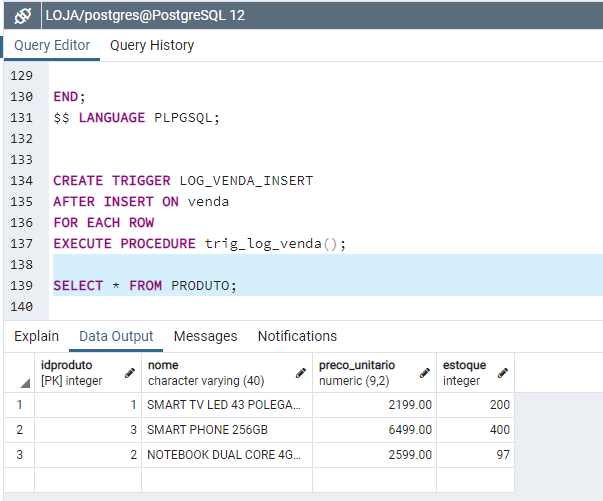 LOJA/postgres@PostgreSQL 12
Query Editor Query History
129
130 END;
131 $$ LANGUAGE PLPGSQL;
132
133
134 CREATE TRIGGER LOG_VENDA_INSERT
135 AFTER INSERT ON venda
136 FOR EACH ROW
137 EXECUTE PROCEDURE trig_log_venda();
138
139 SELECT * FROM PRODUTO;
140
Explain Data Output Messages Notifications
idproduto nome preco_unitario estoque
[PK] integer character varying (40) numeric (9,2) integer
1 1 SMART TV LED 43 POLEGA... 2199.00 200
2 3 SMART PHONE 256GB 6499.00 400
3 2 NOTEBOOK DUAL CORE 4G... 2599.00 97